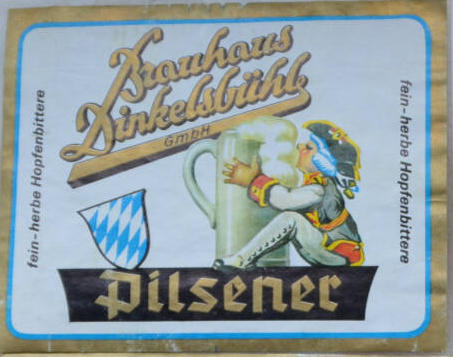 Brauhaus
Dinkelsbühl
GmbH
fein-herbe Hopfenbittere
fein-herbe Hopfenbittere
Pilsener